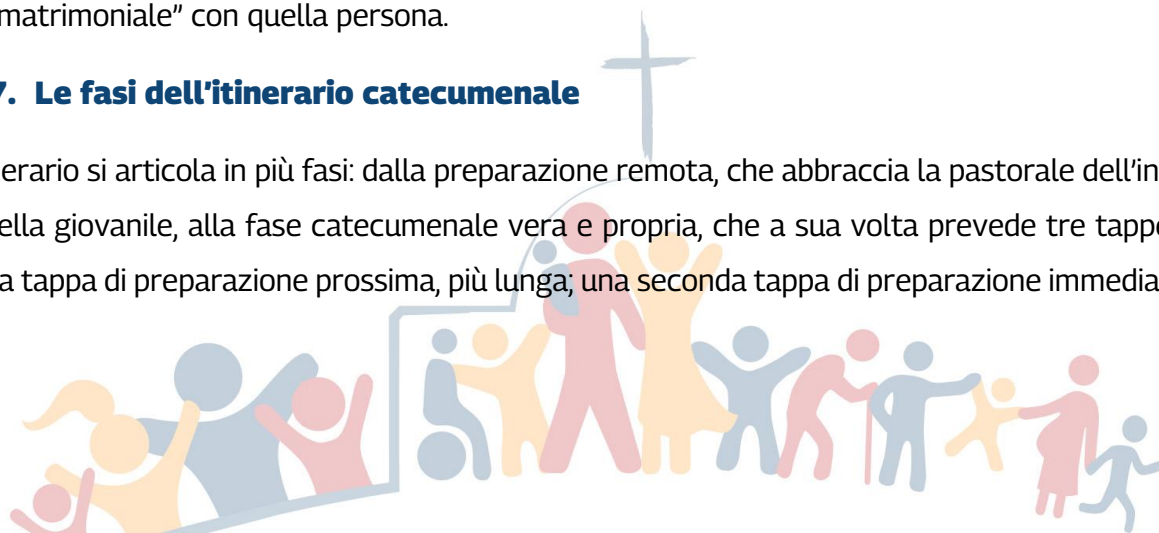 matrimoniale” con quella persona.
7. Le fasi dell’itinerario catecumenale
erario si articola in più fasi: dalla preparazione remota, che abbraccia la pastorale dell’in
ella giovanile, alla fase catecumenale vera e propria, che a sua volta prevede tre tapp
a tappa di preparazione prossima, più lunga; una seconda tappa di preparazione immedia